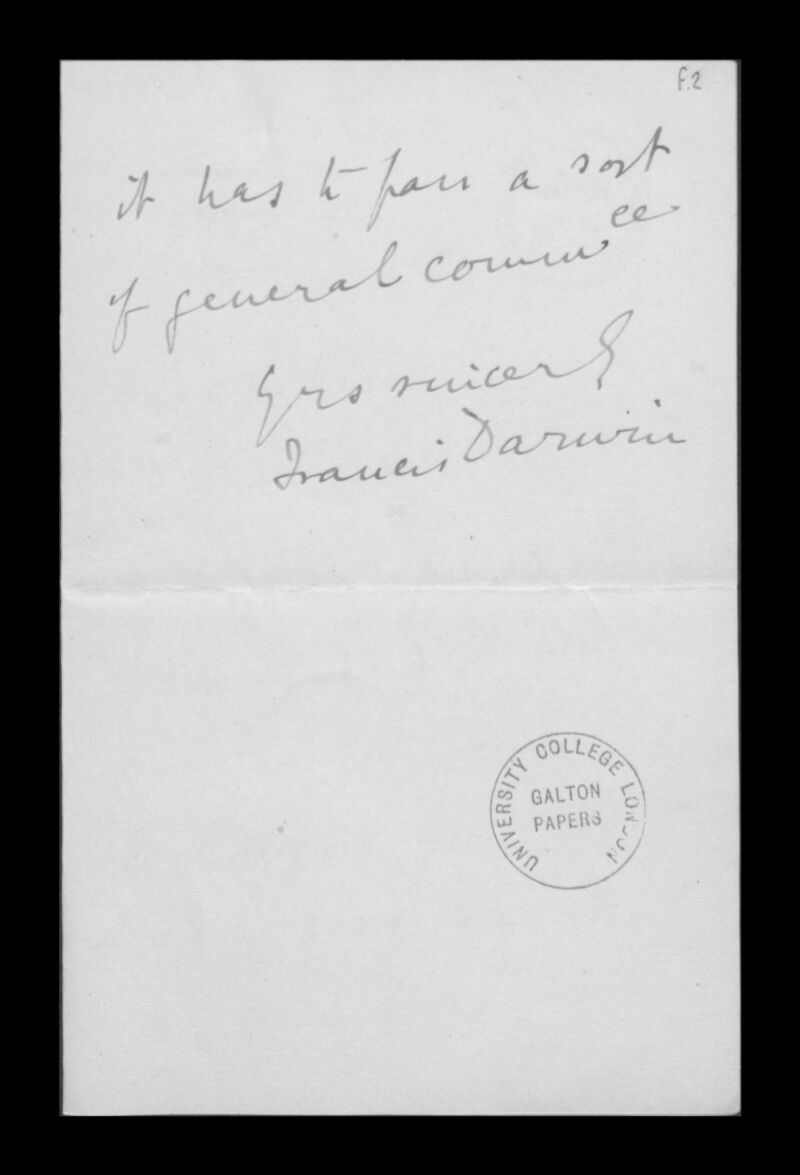 f.2
it has to pass a sort
of general comm^ee
Yrs sincerely
Francis Darwin
UNIVERSITY COLLEGE LONDON
GALTON
PAPERS